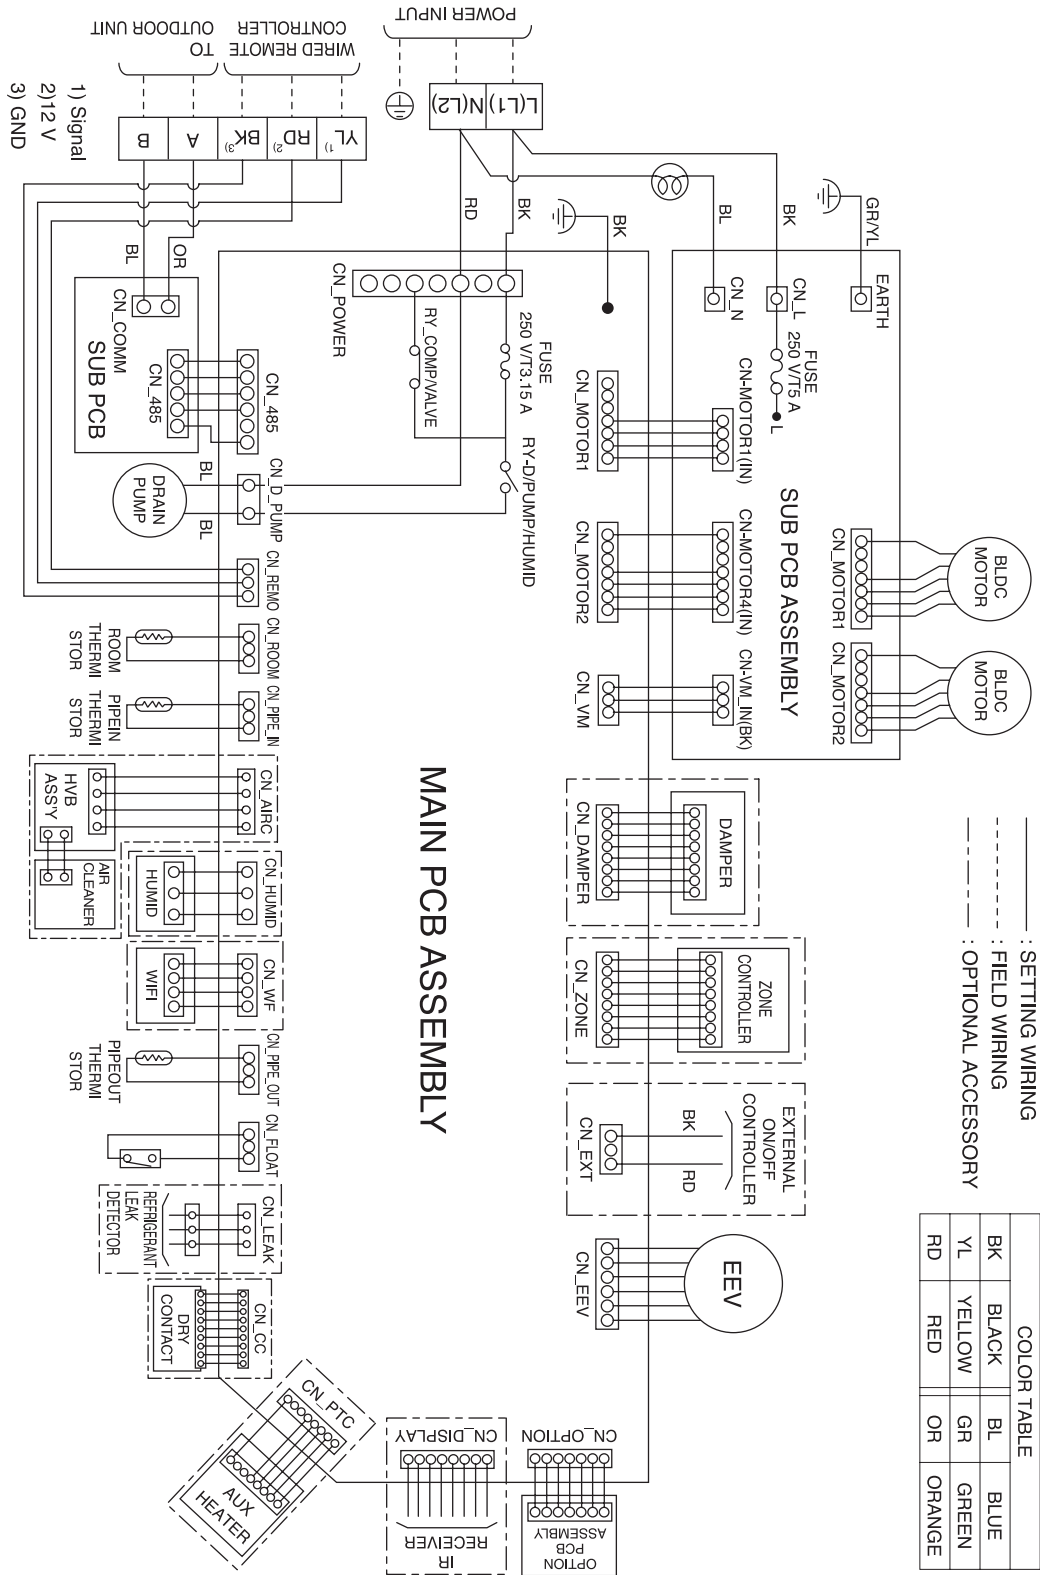 POWER INPUT
WIRED REMOTE
CONTROLLER
TO
OUTDOOR UNIT
L(L1)
N(L2)
YL 1)
RD 2)
BK 3)
A
B
1) Signal
2)12 V
3) GND
GR/YL
BK
BL
BK
BK
RD
OR
BL
EARTH
CN_L
CN_N
FUSE
250 V/T5 A
L
CN-MOTOR1(IN)
CN-MOTOR4(IN)
CN-VM_IN(BK)
SUB PCB ASSEMBLY
CN_MOTOR1
CN_MOTOR2
BLDC
MOTOR
BLDC
MOTOR
CN_MOTOR1
CN_MOTOR2
CN_VM
CN_POWER
FUSE
250 V/T3.15 A
RY_COMP/VALVE
RY-D/PUMP/HUMID
CN_COMM
CN_485
SUB PCB
CN_485
CN_D_PUMP
BL
BL
DRAIN
PUMP
CN_REMO
CN_ROOM
ROOM
THERMI
STOR
CN_PIPE_IN
PIPEIN
THERMI
STOR
CN_AIRC
HVB
ASS'Y
AIR
CLEANER
CN_HUMID
HUMID
CN_WF
WIFI
CN_PIPE_OUT
PIPEOUT
THERMI
STOR
CN_FLOAT
CN_LEAK
REFRIGERANT
LEAK
DETECTOR
CN_CC
DRY
CONTACT
CN_PTC
AUX
HEATER
CN_DISPLAY
IR
RECEIVER
CN_OPTION
OPTION
PCB
ASSEMBLY
MAIN PCB ASSEMBLY
DAMPER
CN_DAMPER
ZONE
CONTROLLER
CN_ZONE
EXTERNAL
ON/OFF
CONTROLLER
BK
RD
CN_EXT
EEV
CN_EEV
: SETTING WIRING
: FIELD WIRING
: OPTIONAL ACCESSORY
COLOR TABLE
BK BLACK BL BLUE
YL YELLOW GR GREEN
RD RED OR ORANGE